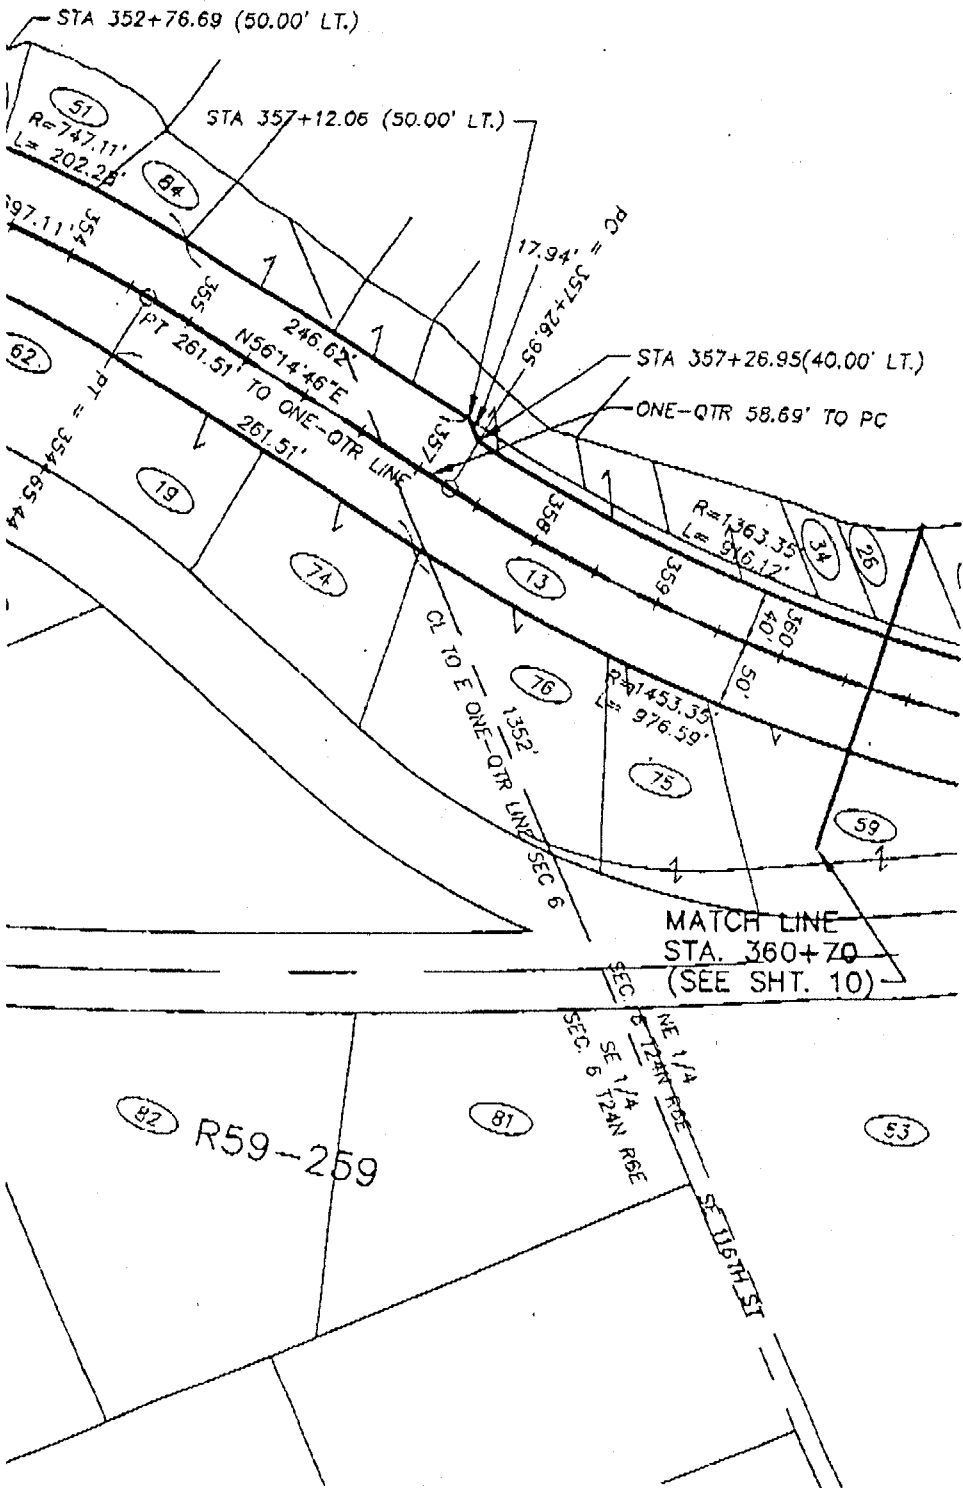 STA 352+76.69 (50.00' LT.)
51
R=747.11'
L= 202.28'
84
STA 357+12.06 (50.00' LT.)
697.11'
354
355
PT 261.51' TO ONE-QTR LINE
N56°14'46"E
246.62'
261.51'
17.94'
PC = 357+26.95
STA 357+26.95(40.00' LT.)
ONE-QTR 58.69' TO PC
357
358
359
360
40'
50'
62
PT = 354+65.44
19
74
13
R=1363.35
L= 916.12'
34
26
76
R=1453.35'
L= 976.59'
75
59
CL TO E ONE-QTR LINE SEC 6
1352'
MATCH LINE
STA. 360+70
(SEE SHT. 10)
NE 1/4
SEC. 6 T24N R6E
SE 1/4
SEC. 6 T24N R6E
82
R59-259
81
53
SE 116TH ST